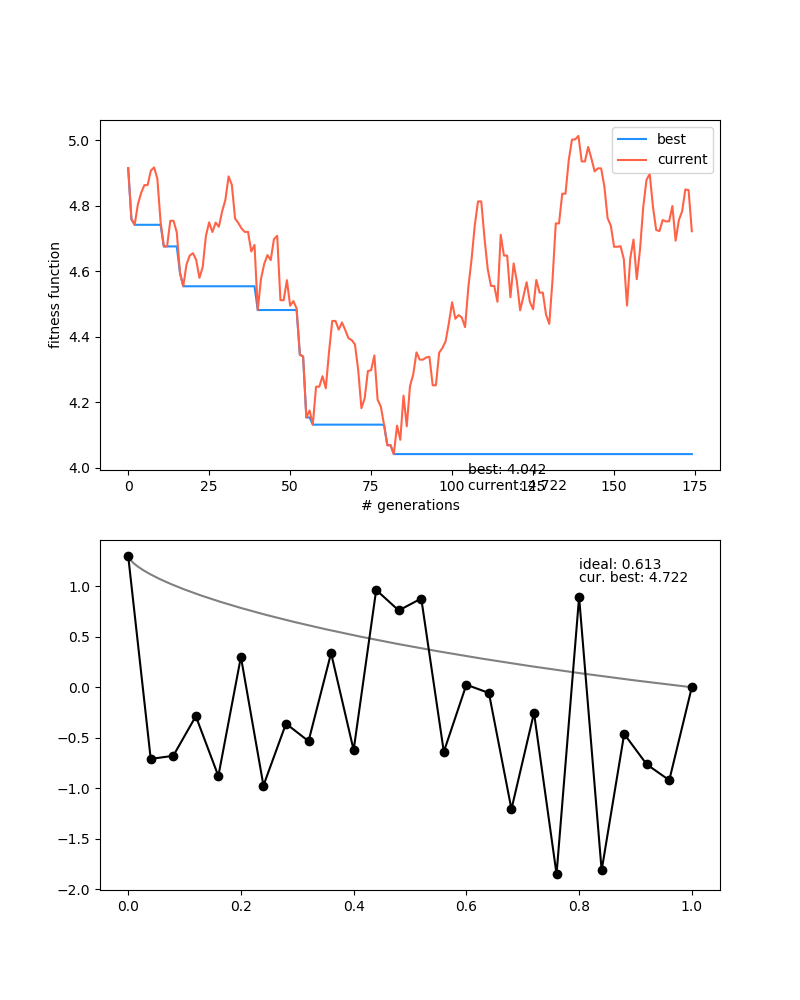 5.0
4.8
4.6
4.4
4.2
4.0
fitness function
best
current
best: 4.042
current: 4.722
0 25 50 75 100 125 150 175
# generations
ideal: 0.613
cur. best: 4.722
1.0
0.5
0.0
−0.5
−1.0
−1.5
−2.0
0.0 0.2 0.4 0.6 0.8 1.0